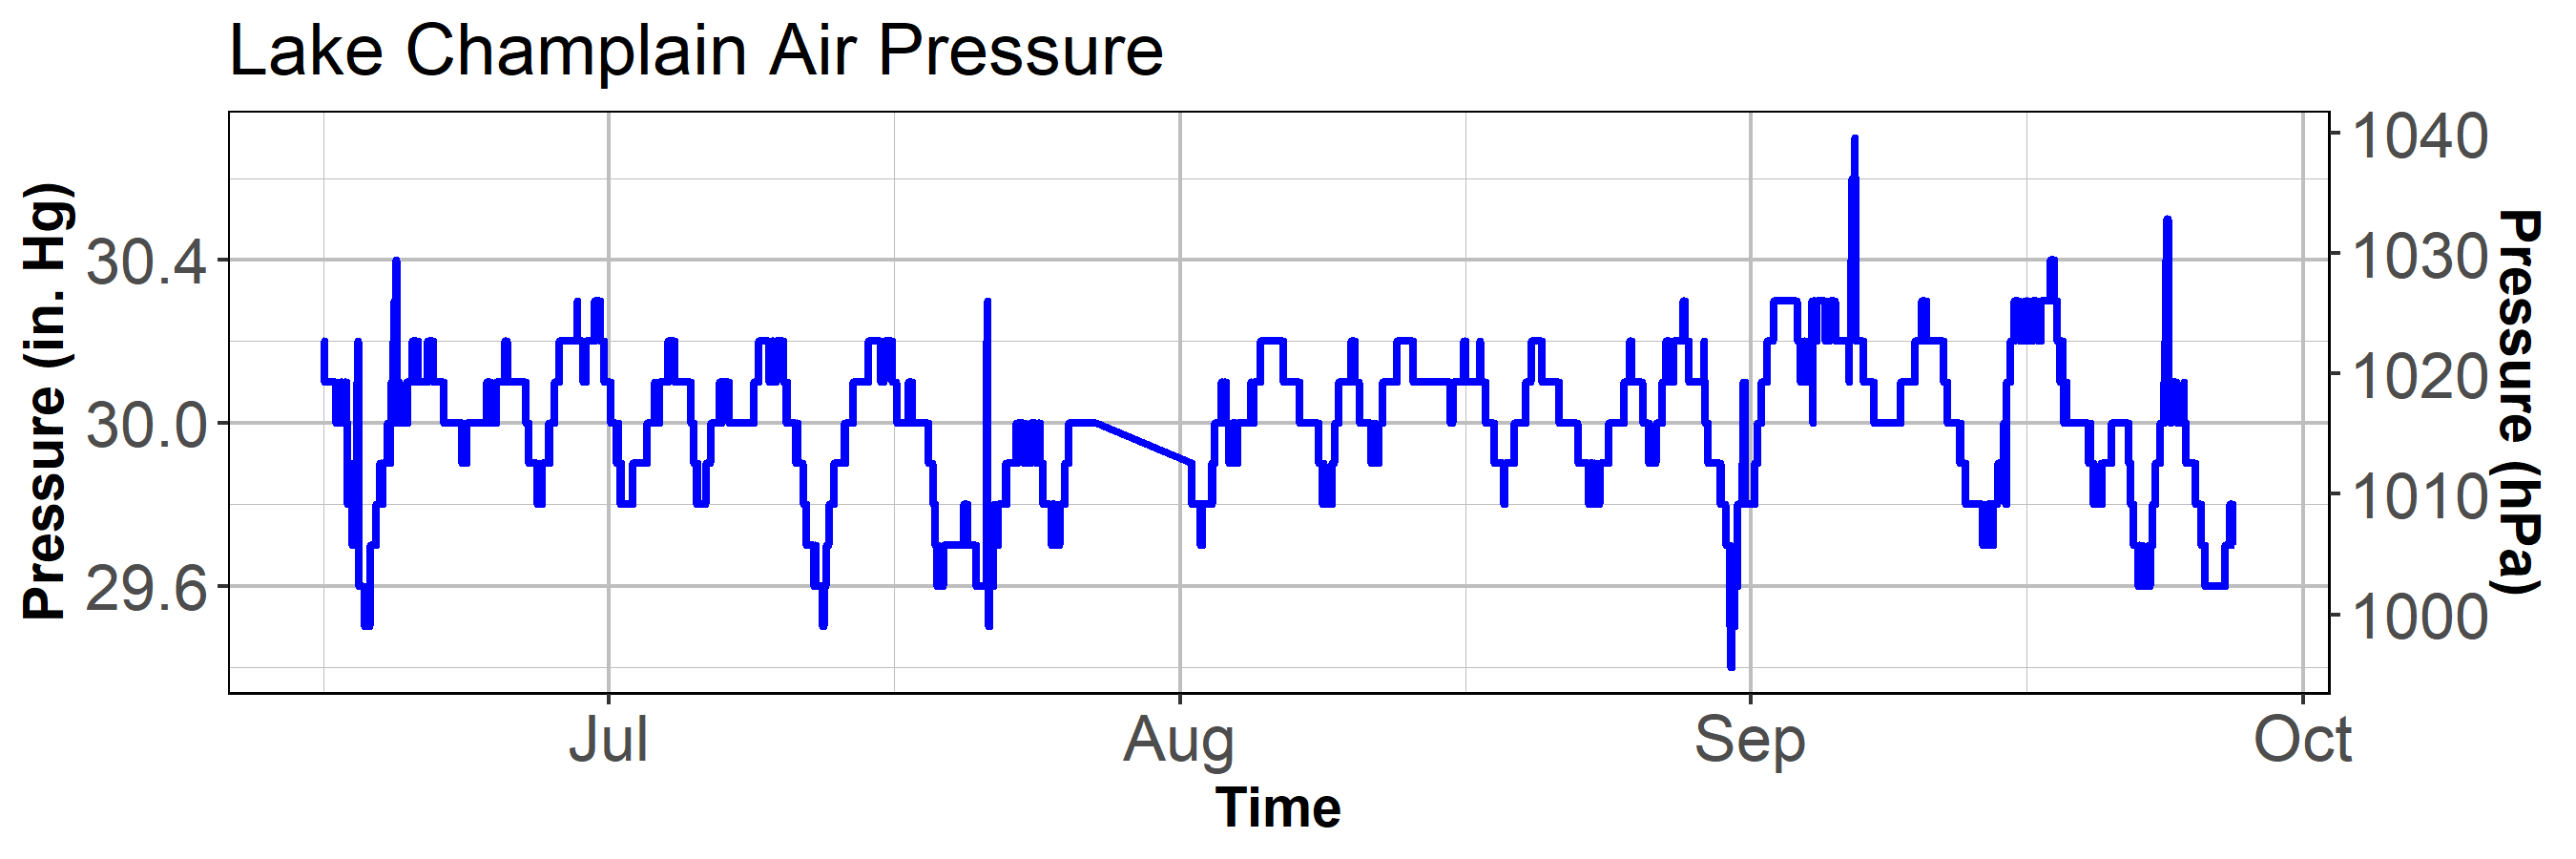 Lake Champlain Air Pressure
Pressure (in. Hg)
30.4
30.0
29.6
1040
1030
1020
1010
1000
Pressure (hPa)
Jul Aug Sep Oct
Time